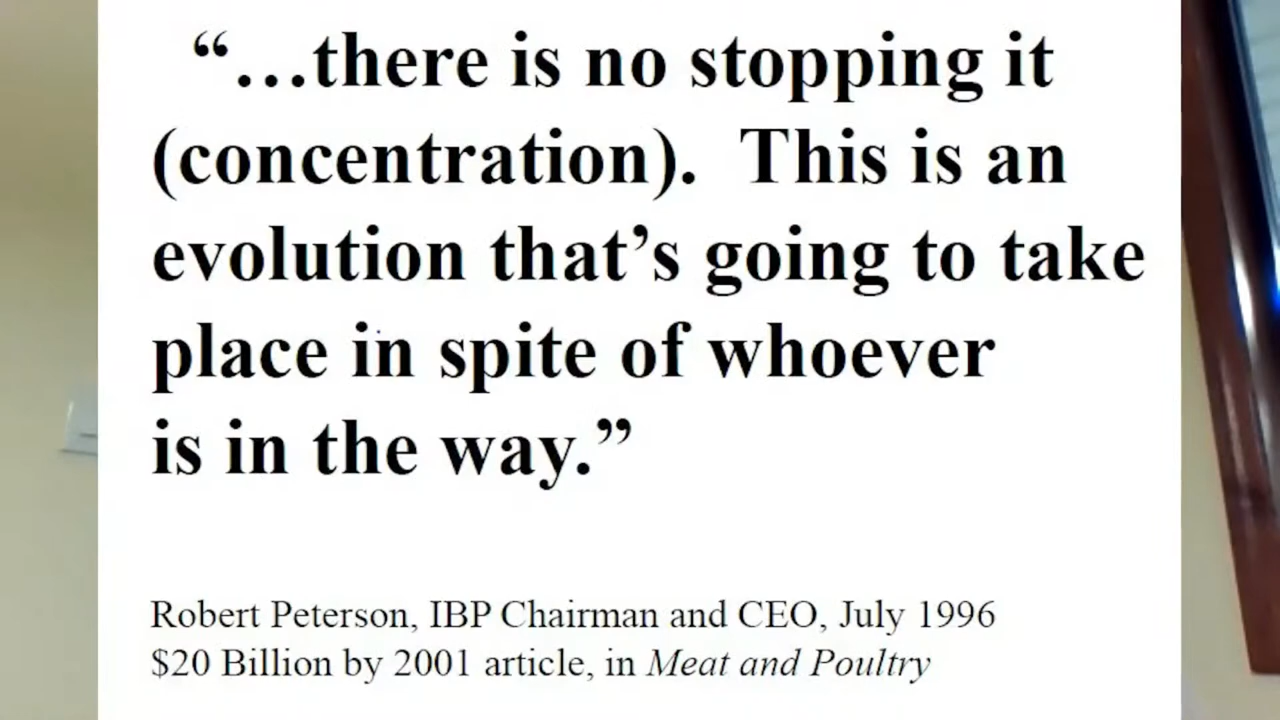 “…there is no stopping it
(concentration).  This is an
evolution that’s going to take
place in spite of whoever
is in the way.”
Robert Peterson, IBP Chairman and CEO, July 1996
$20 Billion by 2001 article, in Meat and Poultry